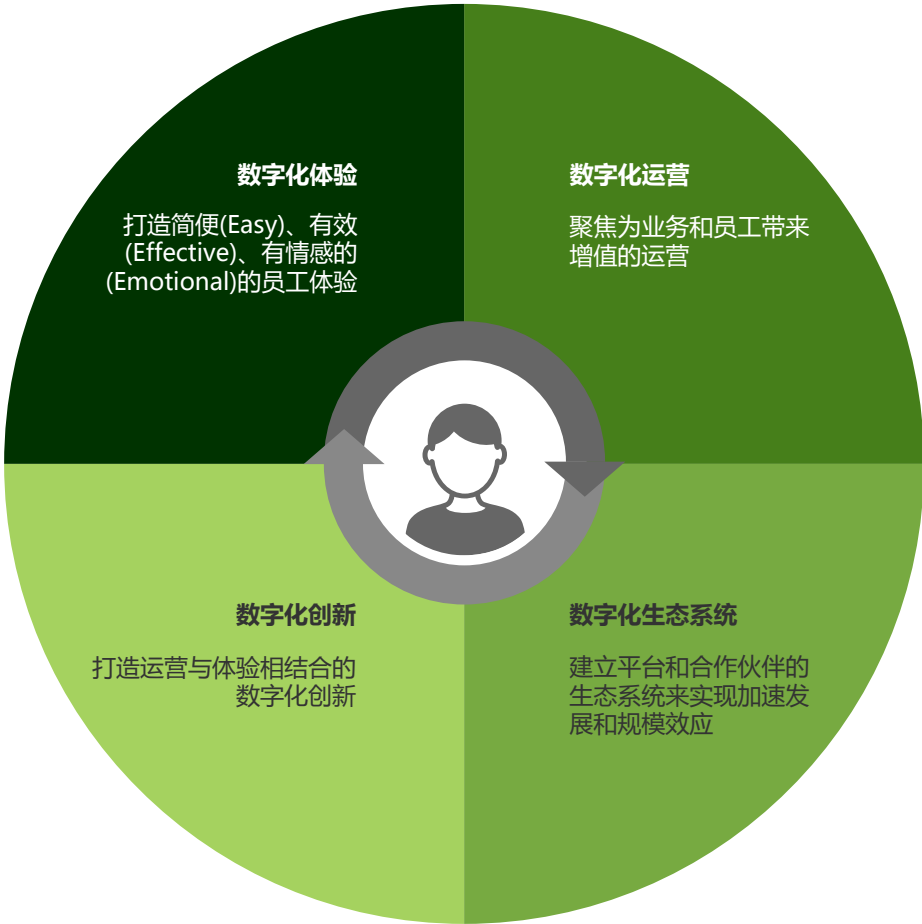 数字化体验
打造简便(Easy)、有效
(Effective)、有情感的
(Emotional)的员工体验
数字化运营
聚焦为业务和员工带来
增值的运营
数字化创新
打造运营与体验相结合的
数字化创新
数字化生态系统
建立平台和合作伙伴的
生态系统来实现加速发
展和规模效应